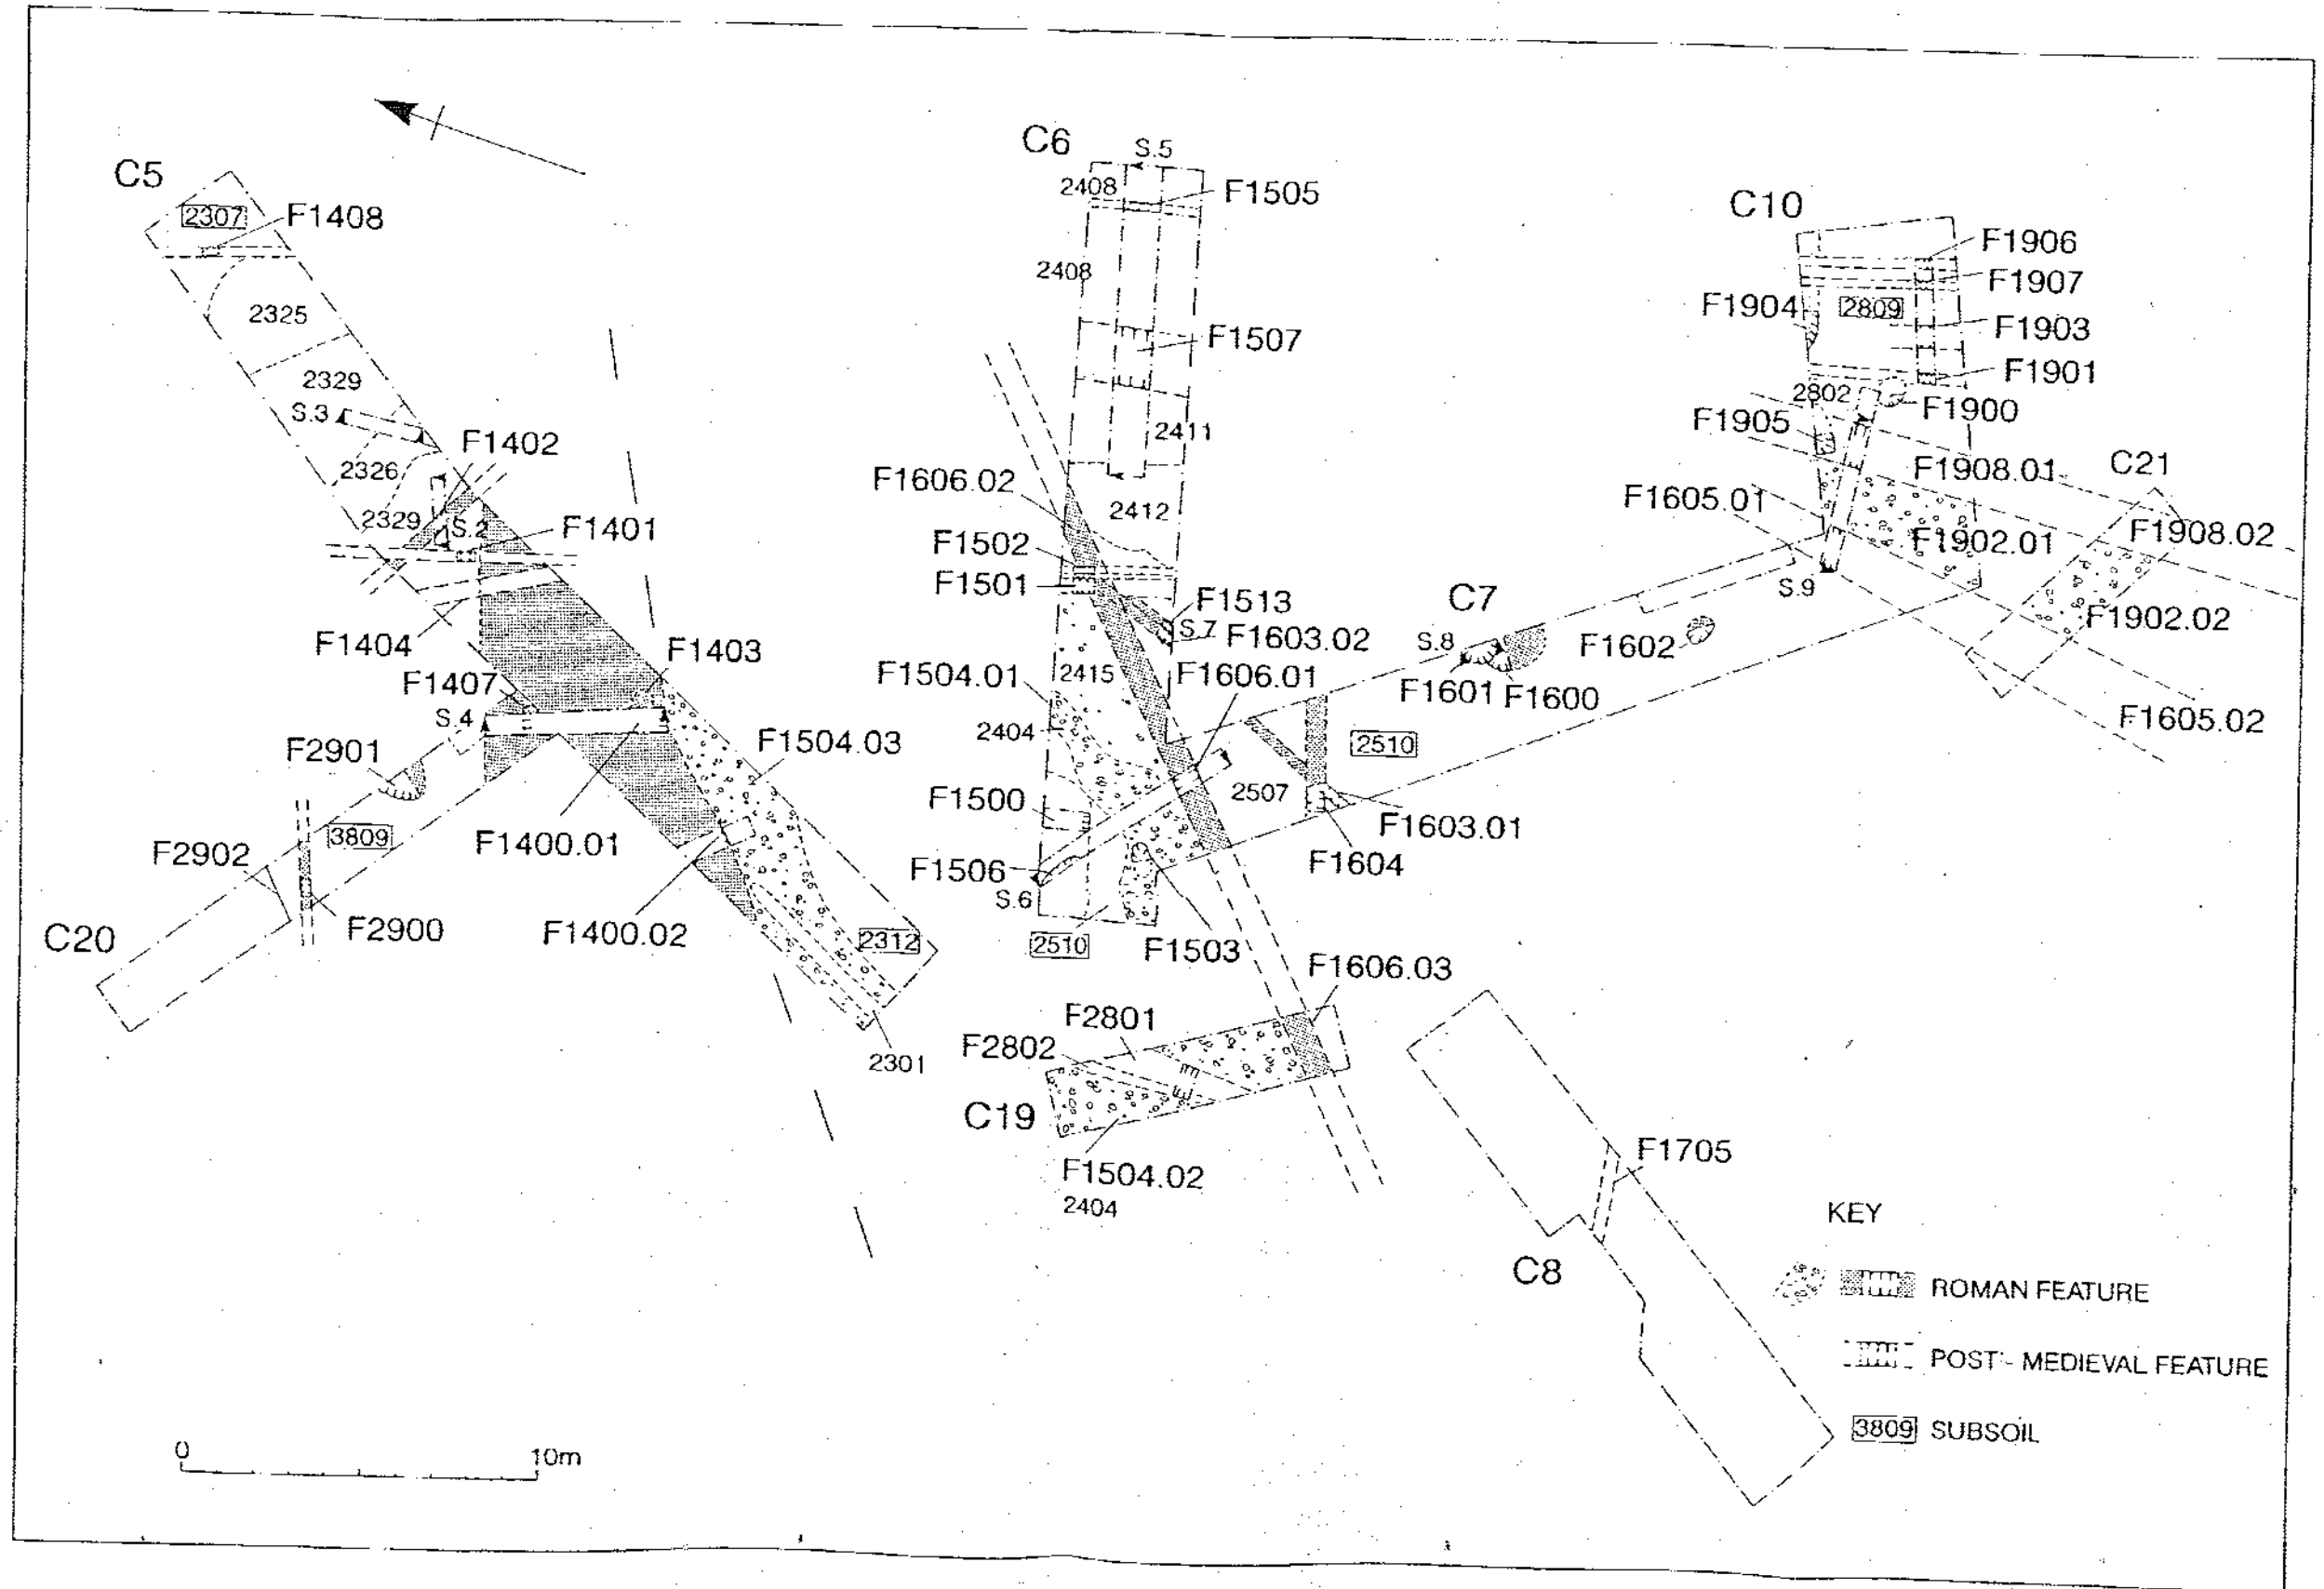 C5
2307
F1408
2325
2329
S.3
F1402
2326
2329
S.2
F1401
F1404
F1403
F1407
S.4
F2901
F1504.03
3809
F1400.01
F2902
F2900
F1400.02
C20
2312
2301
C6
S.5
2408
F1505
2408
F1507
2411
F1606.02
2412
F1502
F1501
F1513
S.7
F1603.02
2415
F1504.01
F1606.01
2404
F1500
2507
F1506
S.6
2510
F1503
F1606.03
F2801
F2802
C19
F1504.02
2404
C7
S.8
F1601
F1600
F1602
2510
F1603.01
F1604
C10
F1906
F1907
F1904
2809
F1903
F1901
2802
F1900
F1905
F1908.01
C21
F1605.01
F1908.02
F1902.01
S.9
F1902.02
F1605.02
C8
F1705
KEY
ROMAN FEATURE
POST - MEDIEVAL FEATURE
3809 SUBSOIL
0
10m